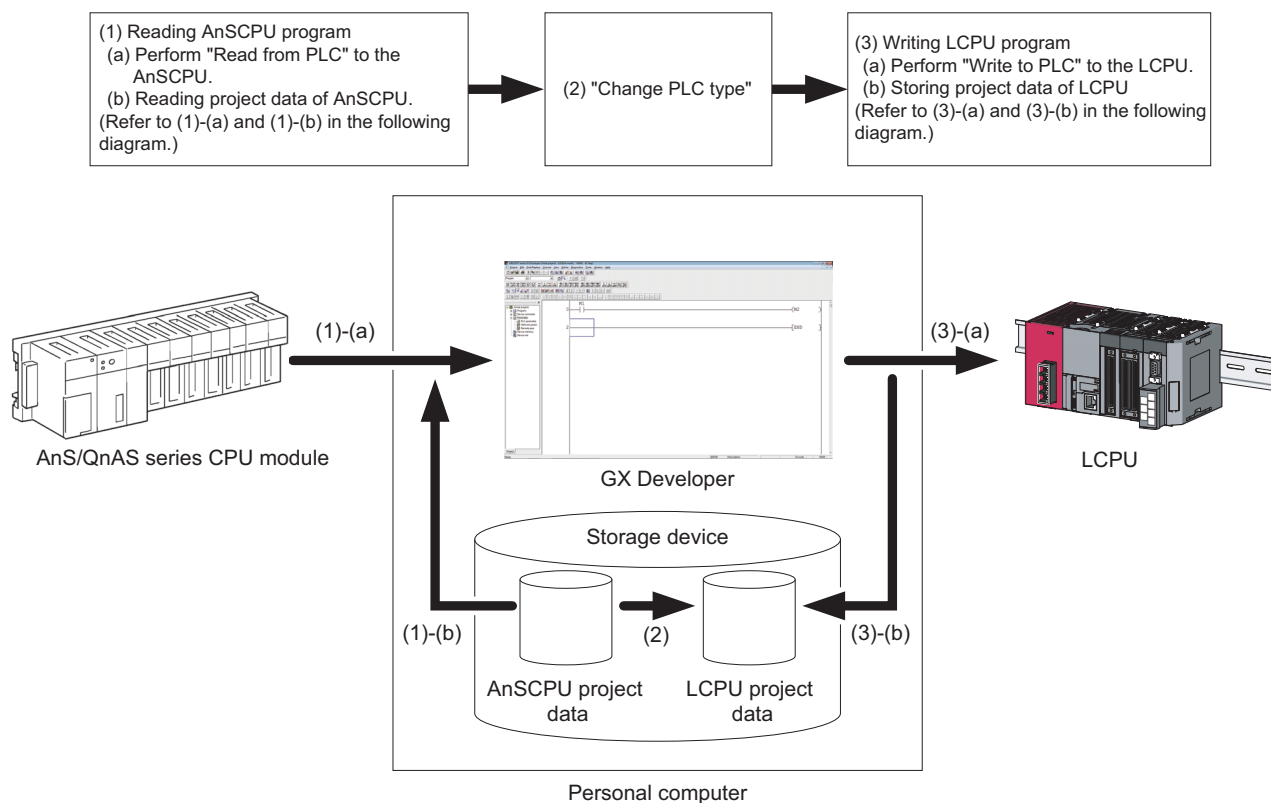 (1) Reading AnSCPU program
(a) Perform "Read from PLC" to the
AnSCPU.
(b) Reading project data of AnSCPU.
(Refer to (1)-(a) and (1)-(b) in the following
diagram.)
(2) "Change PLC type"
(3) Writing LCPU program
(a) Perform "Write to PLC" to the LCPU.
(b) Storing project data of LCPU
(Refer to (3)-(a) and (3)-(b) in the following
diagram.)
(1)-(a)
(3)-(a)
AnS/QnAS series CPU module
GX Developer
LCPU
Storage device
(1)-(b)
(2)
(3)-(b)
AnSCPU project
data
LCPU project
data
Personal computer